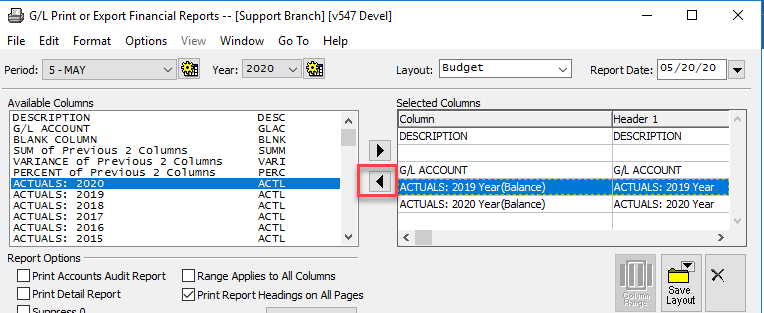 G/L Print or Export Financial Reports -- [Support Branch] [v547 Devel]
File Edit Format Options View Window Go To Help
Period: 5 - MAY Year: 2020 Layout: Budget Report Date: 05/20/20
Available Columns
DESCRIPTION DESC
G/L ACCOUNT GLAC
BLANK COLUMN BLNK
SUM of Previous 2 Columns SUMM
VARIANCE of Previous 2 Columns VARI
PERCENT of Previous 2 Columns PERC
ACTUALS: 2020 ACTL
ACTUALS: 2019 ACTL
ACTUALS: 2018 ACTL
ACTUALS: 2017 ACTL
ACTUALS: 2016 ACTL
ACTUALS: 2015 ACTL
Selected Columns
Column Header 1
DESCRIPTION DESCRIPTION
G/L ACCOUNT G/L ACCOUNT
ACTUALS: 2019 Year(Balance) ACTUALS: 2019 Year
ACTUALS: 2020 Year(Balance) ACTUALS: 2020 Year
Report Options
Print Accounts Audit Report Range Applies to All Columns
Print Detail Report Print Report Headings on All Pages
Suppress 0
Column
Range
Save
Layout